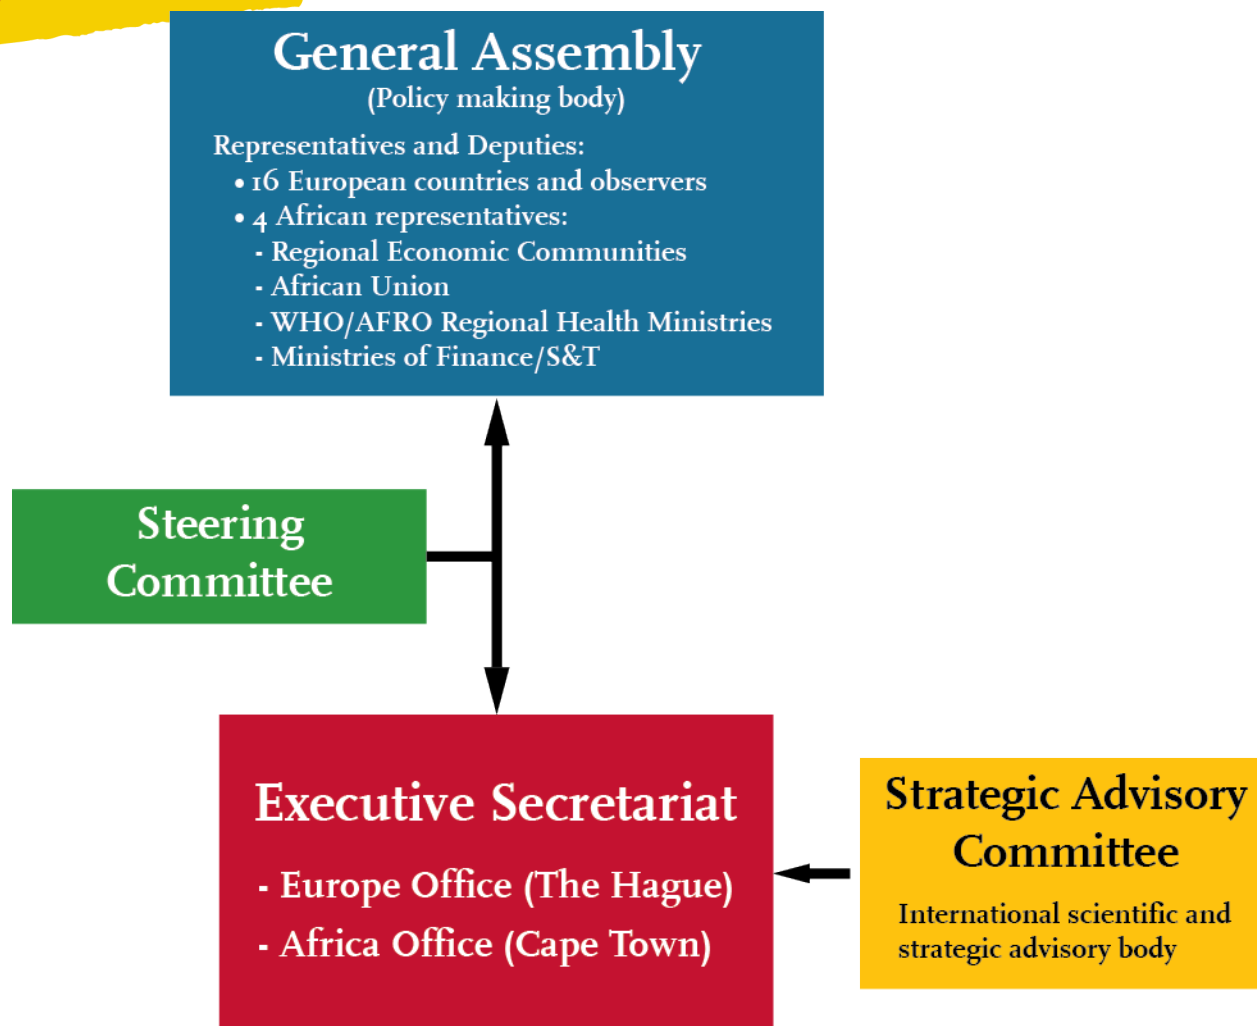 General Assembly
(Policy making body)
Representatives and Deputies:
• 16 European countries and observers
• 4 African representatives:
- Regional Economic Communities
- African Union
- WHO/AFRO Regional Health Ministries
- Ministries of Finance/S&T
Steering
Committee
Executive Secretariat
- Europe Office (The Hague)
- Africa Office (Cape Town)
Strategic Advisory
Committee
International scientific and
strategic advisory body